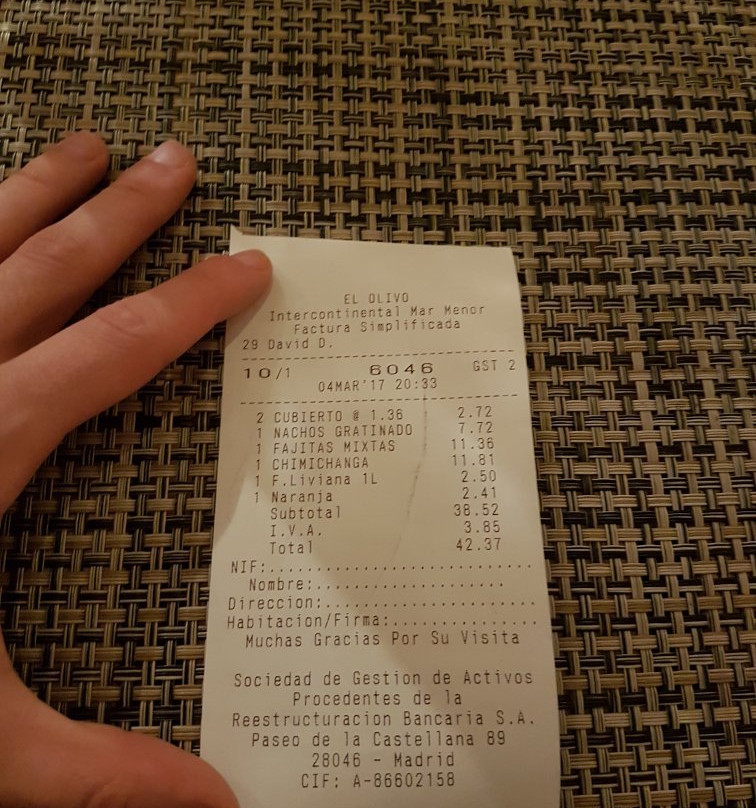 EL OLIVO
Intercontinental Mar Menor
Factura Simplificada
29 David D.
10/1 6046 GST 2
04MAR'17 20:33
2 CUBIERTO @ 1.36 2.72
1 NACHOS GRATINADO 7.72
1 FAJITAS MIXTAS 11.36
1 CHIMICHANGA 11.81
1 F.Liviana 1L 2.50
1 Naranja 2.41
Subtotal 38.52
I.V.A. 3.85
Total 42.37
NIF:..............................
Nombre:.....................
Direccion:........................
Habitacion/Firma:................
Muchas Gracias Por Su Visita
Sociedad de Gestion de Activos
Procedentes de la
Reestructuracion Bancaria S.A.
Paseo de la Castellana 89
28046 - Madrid
CIF: A-86602158